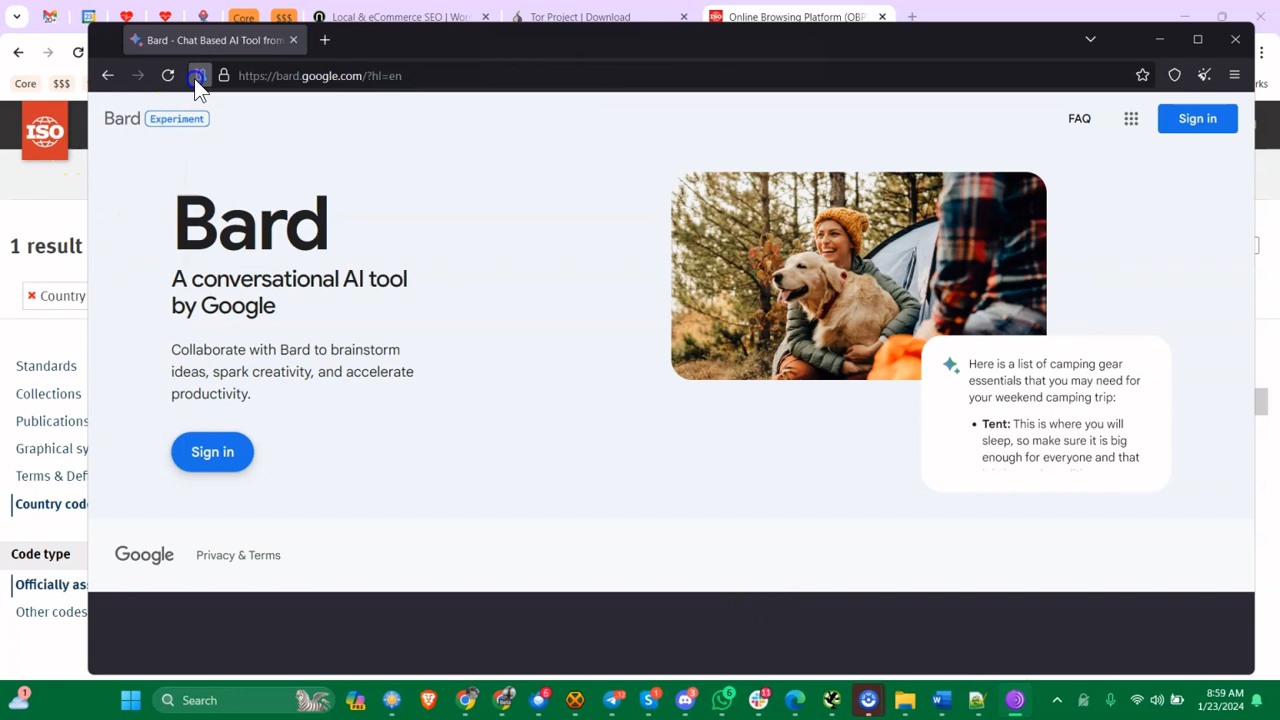 Core
$$$
Local & eCommerce SEO | Wor
Tor Project | Download
Online Browsing Platform (OBP
Bard - Chat Based AI Tool from
https://bard.google.com/?hl=en
Core
$$$
ISO
Bard
Experiment
FAQ
Sign in
Bard
A conversational AI tool
by Google
Collaborate with Bard to brainstorm
ideas, spark creativity, and accelerate
productivity.
Sign in
Here is a list of camping gear
essentials that you may need for
your weekend camping trip:
• Tent: This is where you will
sleep, so make sure it is big
enough for everyone and that
1 result
Country
Standards
Collections
Publications
Graphical sy
Terms & Def
Country cod
Code type
Officially as
Other codes
Google
Privacy & Terms
Search
8:59 AM
1/23/2024